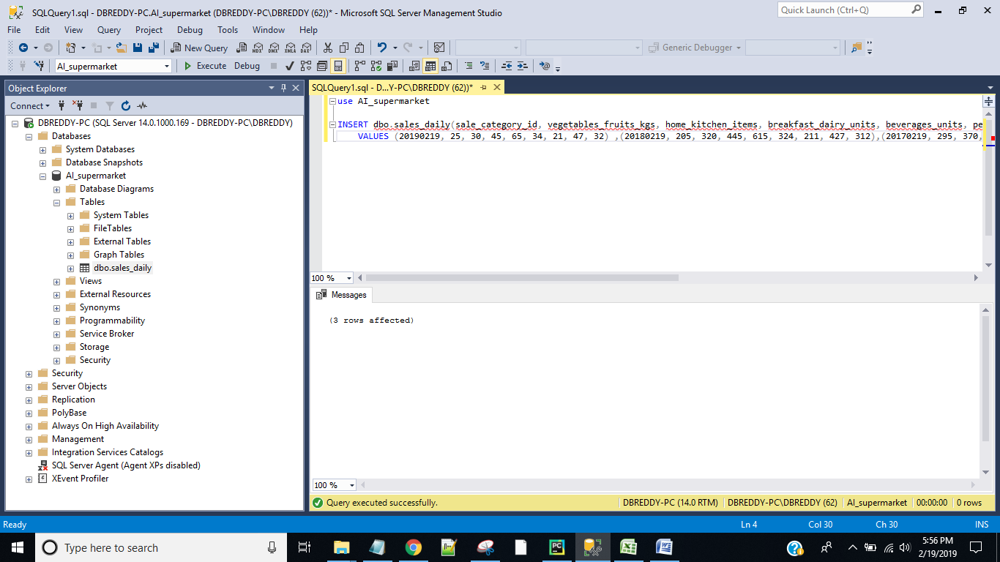 SQLQuery1.sql - DBREDDY-PC.AI_supermarket (DBREDDY-PC\DBREDDY (62))* - Microsoft SQL Server Management Studio
Quick Launch (Ctrl+Q)
File Edit View Query Project Debug Tools Window Help
New Query MDX DMX XMLA DAX Generic Debugger
AI_supermarket Execute Debug
Object Explorer
Connect
DBREDDY-PC (SQL Server 14.0.1000.169 - DBREDDY-PC\DBREDDY)
Databases
System Databases
Database Snapshots
AI_supermarket
Database Diagrams
Tables
System Tables
FileTables
External Tables
Graph Tables
dbo.sales_daily
Views
External Resources
Synonyms
Programmability
Service Broker
Storage
Security
Security
Server Objects
Replication
PolyBase
Always On High Availability
Management
Integration Services Catalogs
SQL Server Agent (Agent XPs disabled)
XEvent Profiler
SQLQuery1.sql - D...Y-PC\DBREDDY (62))*
use AI_supermarket
INSERT dbo.sales_daily(sale_category_id, vegetables_fruits_kgs, home_kitchen_items, breakfast_dairy_units, beverages_units, pe
VALUES (20190219, 25, 30, 45, 65, 34, 21, 47, 32) ,(20180219, 205, 320, 445, 615, 324, 211, 427, 312),(20170219, 295, 370,
100 %
Messages
(3 rows affected)
100 %
Query executed successfully. DBREDDY-PC (14.0 RTM) DBREDDY-PC\DBREDDY (62) AI_supermarket 00:00:00 0 rows
Ready Ln 4 Col 30 Ch 30 INS
Type here to search
5:56 PM
2/19/2019